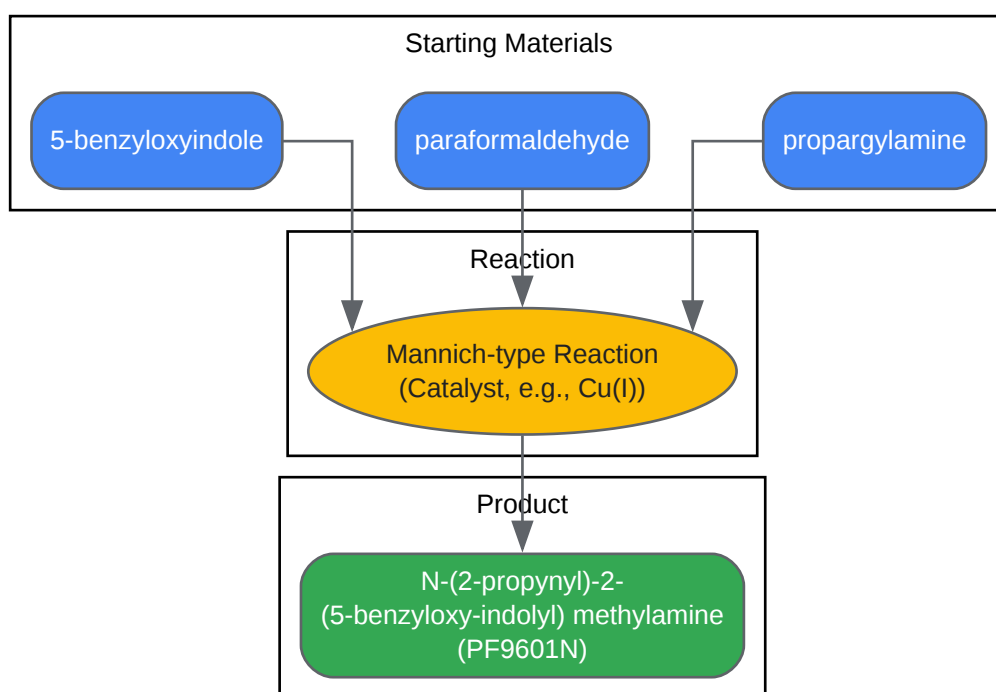 Starting Materials
5-benzyloxyindole
paraformaldehyde
propargylamine
Reaction
Mannich-type Reaction
(Catalyst, e.g., Cu(I))
Product
N-(2-propynyl)-2-
(5-benzyloxy-indolyl) methylamine
(PF9601N)